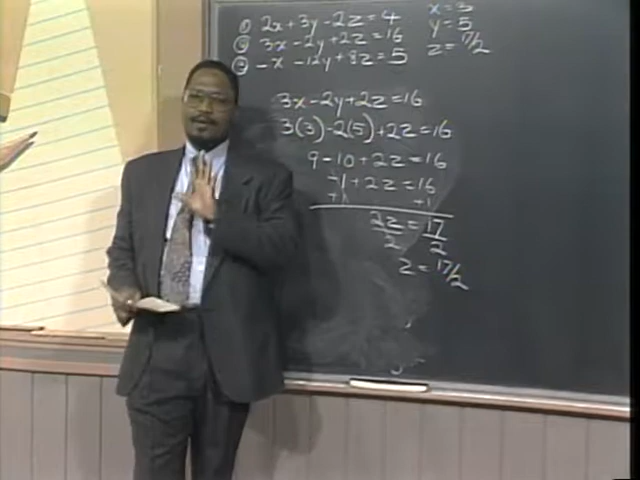 ① 2x + 3y - 2z = 4
② 3x - 2y + 2z = 16
③ -x - 12y + 8z = 5
x = 3
y = 5
z = 17/2
3x - 2y + 2z = 16
3(3) - 2(5) + 2z = 16
9 - 10 + 2z = 16
-1 + 2z = 16
+1 +1
2z = 17
2 2
z = 17/2